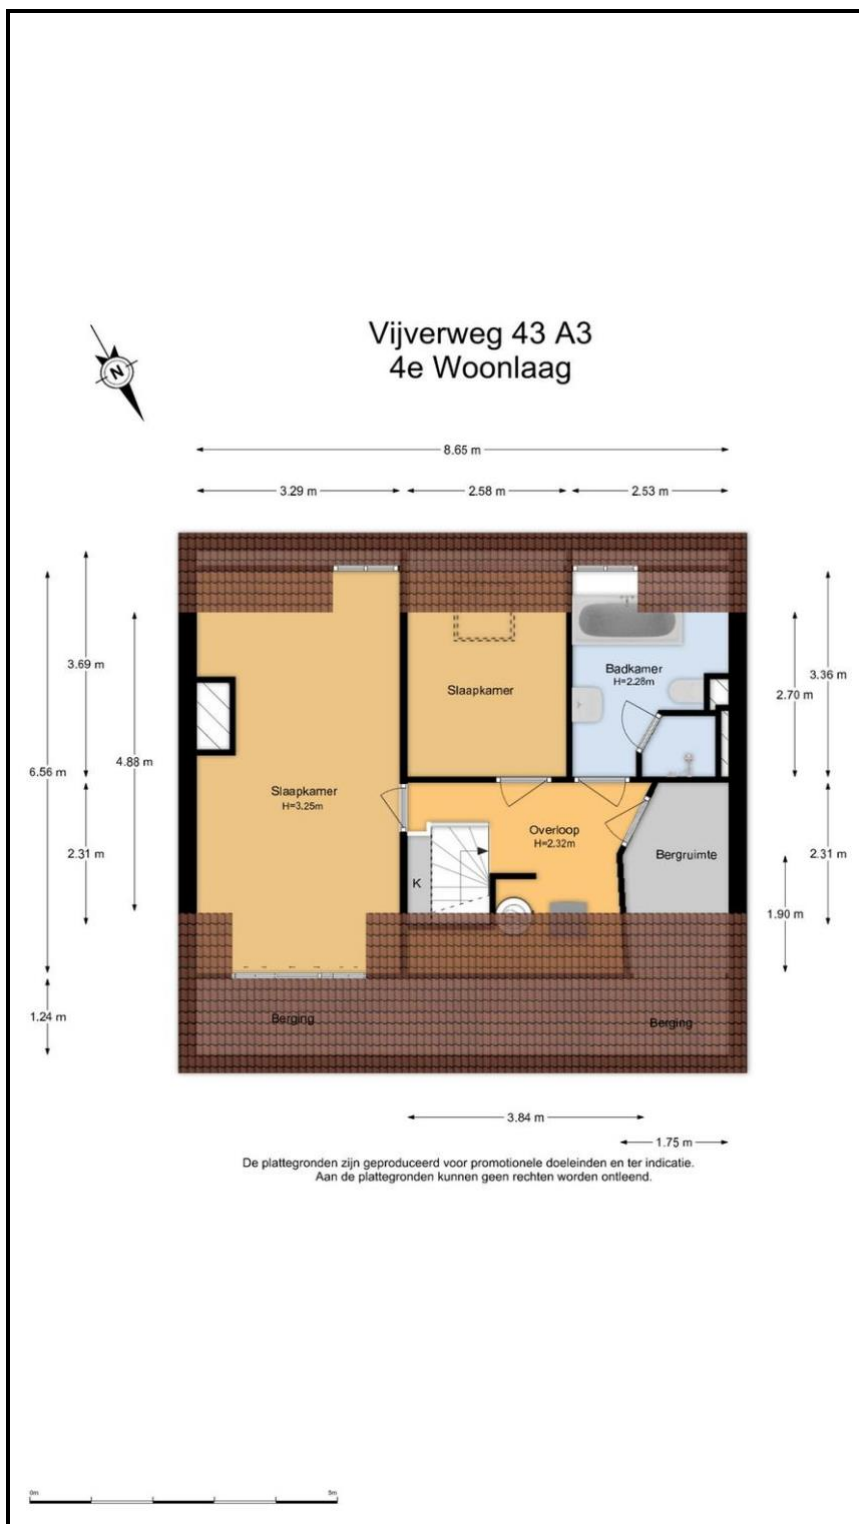 Vijverweg 43 A3
4e Woonlaag
N
8.65 m
3.29 m
2.58 m
2.53 m
3.69 m
6.56 m
4.88 m
2.31 m
1.24 m
3.36 m
2.70 m
2.31 m
1.90 m
Badkamer
H=2.28m
Slaapkamer
Slaapkamer
H=3.25m
Overloop
H=2.32m
Bergruimte
K
Berging
Berging
3.84 m
1.75 m
De plattegronden zijn geproduceerd voor promotionele doeleinden en ter indicatie.
Aan de plattegronden kunnen geen rechten worden ontleend.
0m
5m